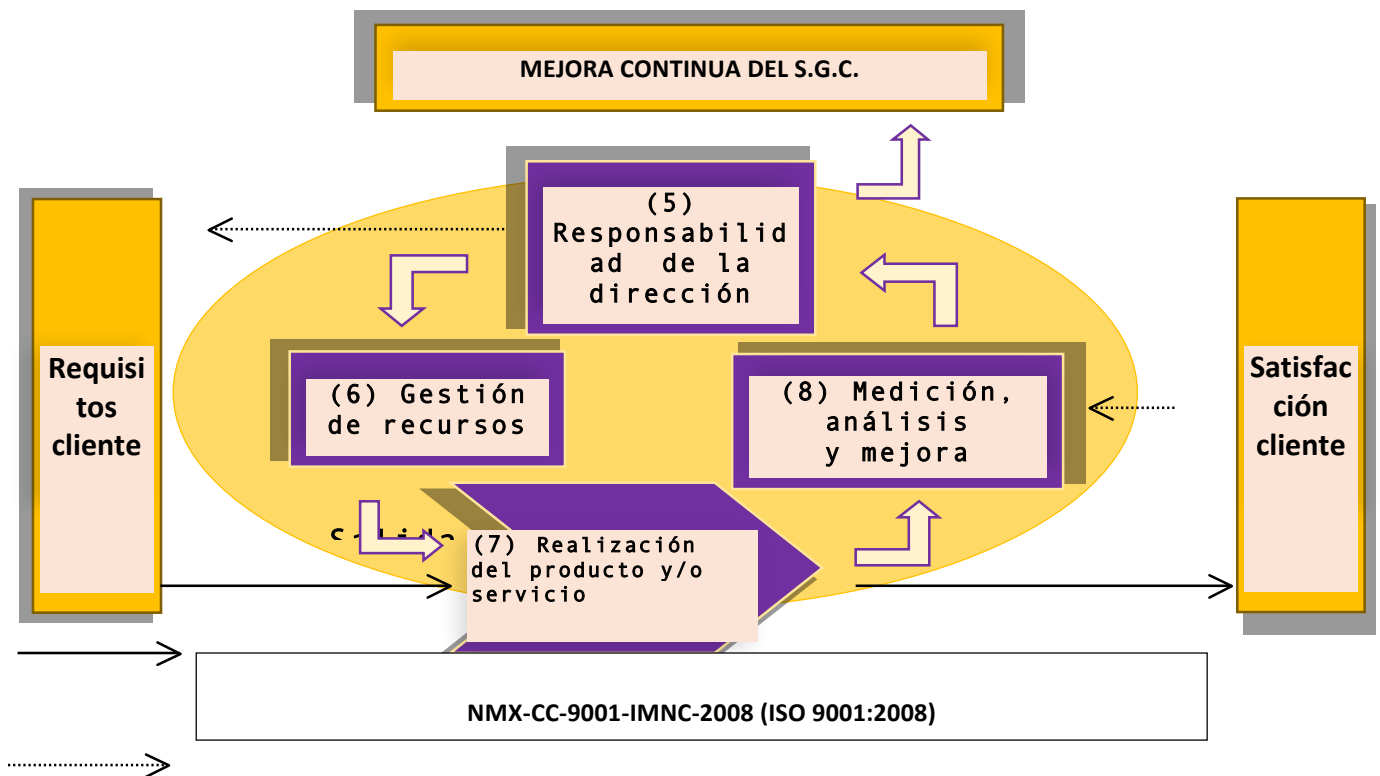 MEJORA CONTINUA DEL S.G.C.
(5)
Responsabilid
ad de la
dirección
Requisi
tos
cliente
(6) Gestión
de recursos
(8) Medición,
análisis
y mejora
Satisfac
ción
cliente
(7) Realización
del producto y/o
servicio
NMX-CC-9001-IMNC-2008 (ISO 9001:2008)